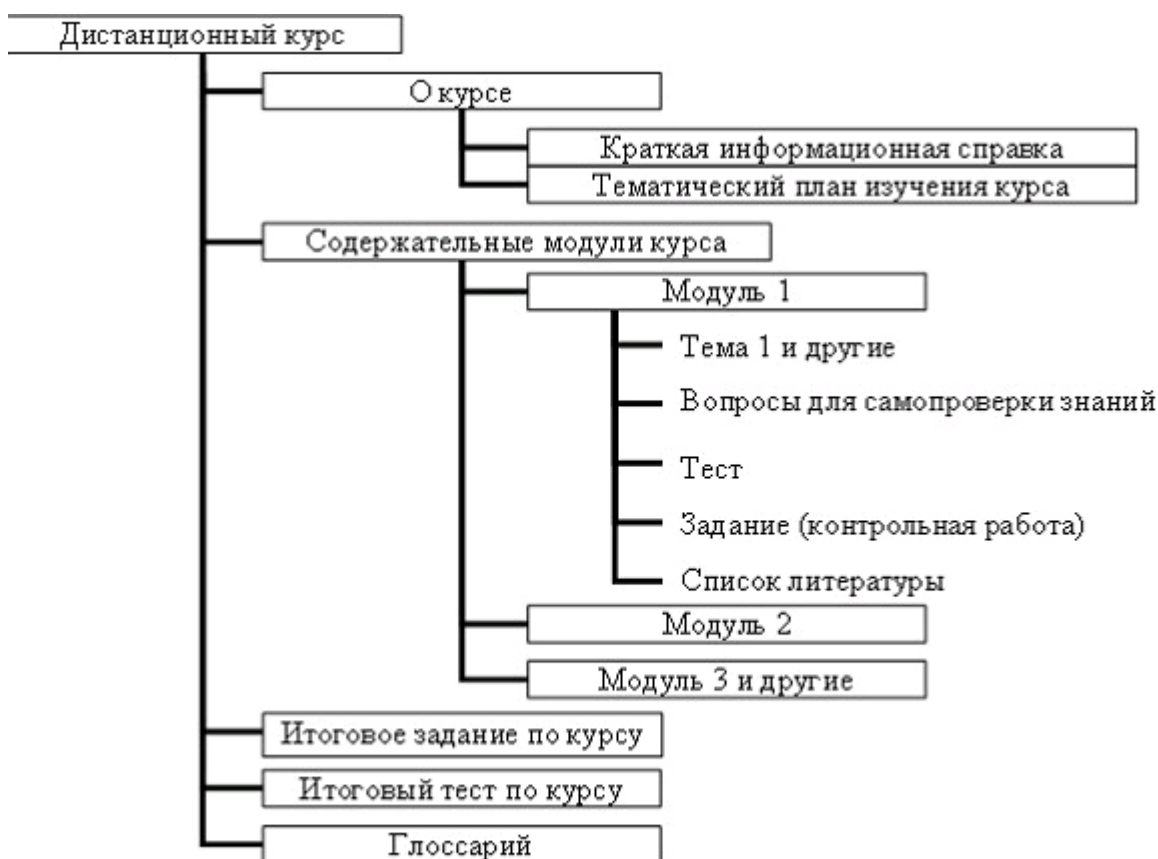 Дистанционный курс
О курсе
Краткая информационная справка
Тематический план изучения курса
Содержательные модули курса
Модуль 1
Тема 1 и другие
Вопросы для самопроверки знаний
Тест
Задание (контрольная работа)
Список литературы
Модуль 2
Модуль 3 и другие
Итоговое задание по курсу
Итоговый тест по курсу
Глоссарий